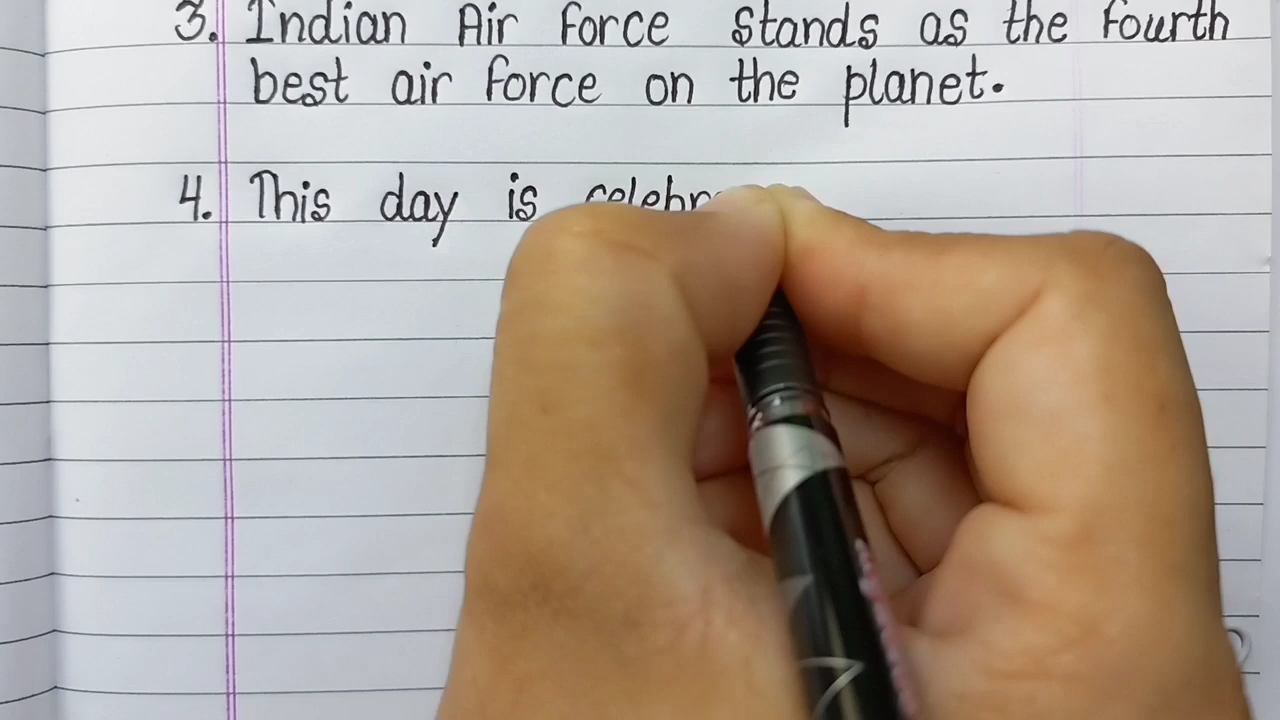 3. Indian Air Force stands as the fourth
best air force on the planet.
4. This day is